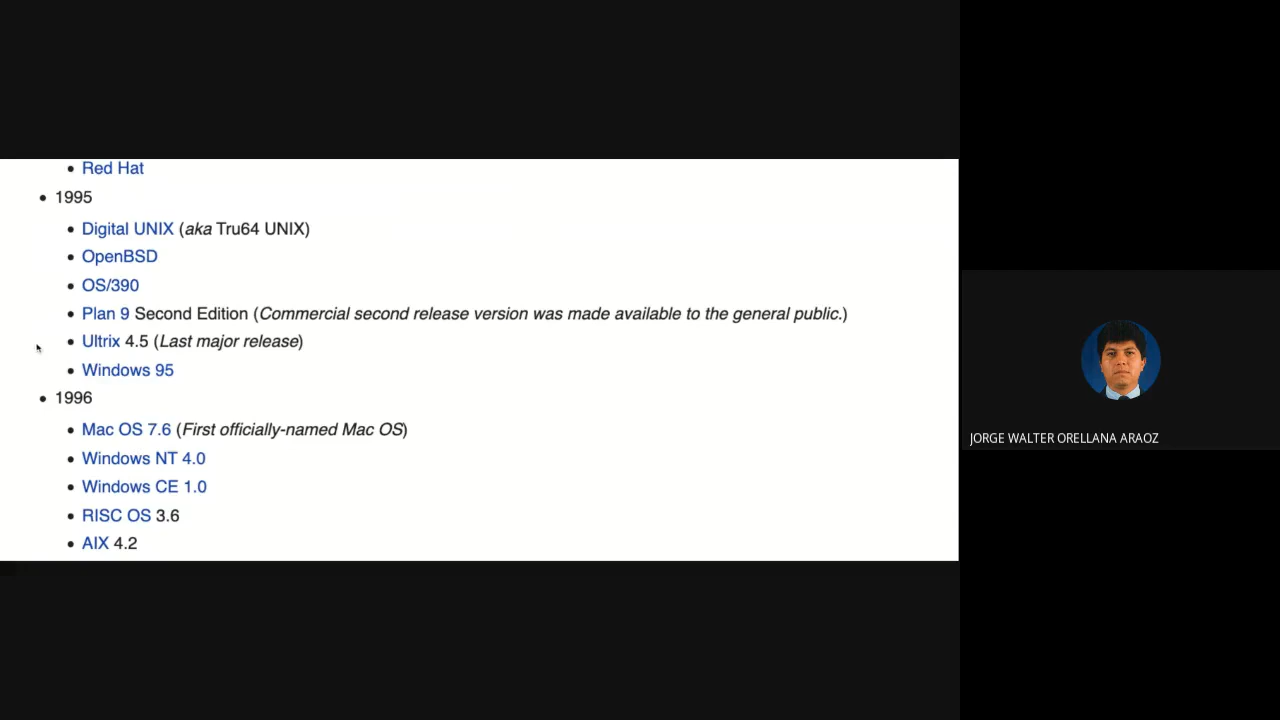 Red Hat
1995
Digital UNIX (aka Tru64 UNIX)
OpenBSD
OS/390
Plan 9 Second Edition (Commercial second release version was made available to the general public.)
Ultrix 4.5 (Last major release)
Windows 95
1996
Mac OS 7.6 (First officially-named Mac OS)
Windows NT 4.0
Windows CE 1.0
RISC OS 3.6
AIX 4.2
JORGE WALTER ORELLANA ARAOZ